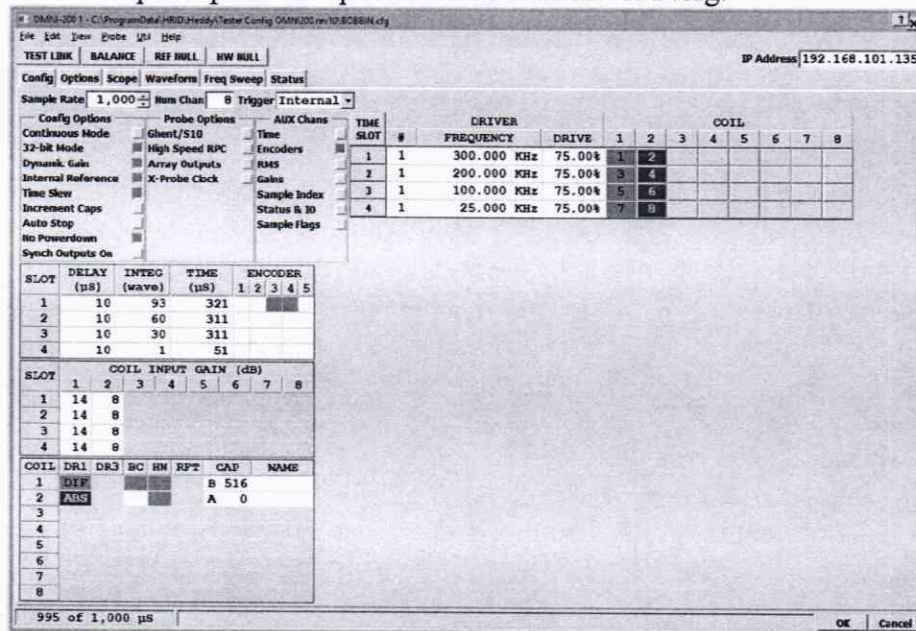 OMNI-200 1 - C:\ProgramData\HRID\Heddy\Tester Config OMNI\200 rev10\BOBBIN.cfg
File Edit View Probe Util Help
TEST LINK BALANCE REF NULL HW NULL IP Address 192.168.101.135
Config Options Scope Waveform Freq Sweep Status
Sample Rate 1,000 Num Chan 8 Trigger Internal
Config Options Probe Options AUX Chans
Continuous Mode Ghent/S10 Time
32-bit Mode High Speed RPC Encoders
Dynamic Gain Array Outputs RMS
Internal Reference X-Probe Clock Gains
Time Skew Sample Index
Increment Caps Status & IO
Auto Stop Sample Flags
No Powerdown
Synch Outputs On
TIME SLOT DRIVER COIL
# FREQUENCY DRIVE 1 2 3 4 5 6 7 8
1 1 300.000 KHz 75.00% 1 2
2 1 200.000 KHz 75.00% 3 4
3 1 100.000 KHz 75.00% 5 6
4 1 25.000 KHz 75.00% 7 8
SLOT DELAY (µS) INTEG (wave) TIME (µS) ENCODER 1 2 3 4 5
1 10 93 321
2 10 60 311
3 10 30 311
4 10 1 51
SLOT COIL INPUT GAIN (dB)
1 2 3 4 5 6 7 8
1 14 8
2 14 8
3 14 8
4 14 8
COIL DR1 DR3 BC HN RPT CAP NAME
1 DIF B 516
2 ABS A 0
3
4
5
6
7
8
995 of 1,000 µS OK Cancel